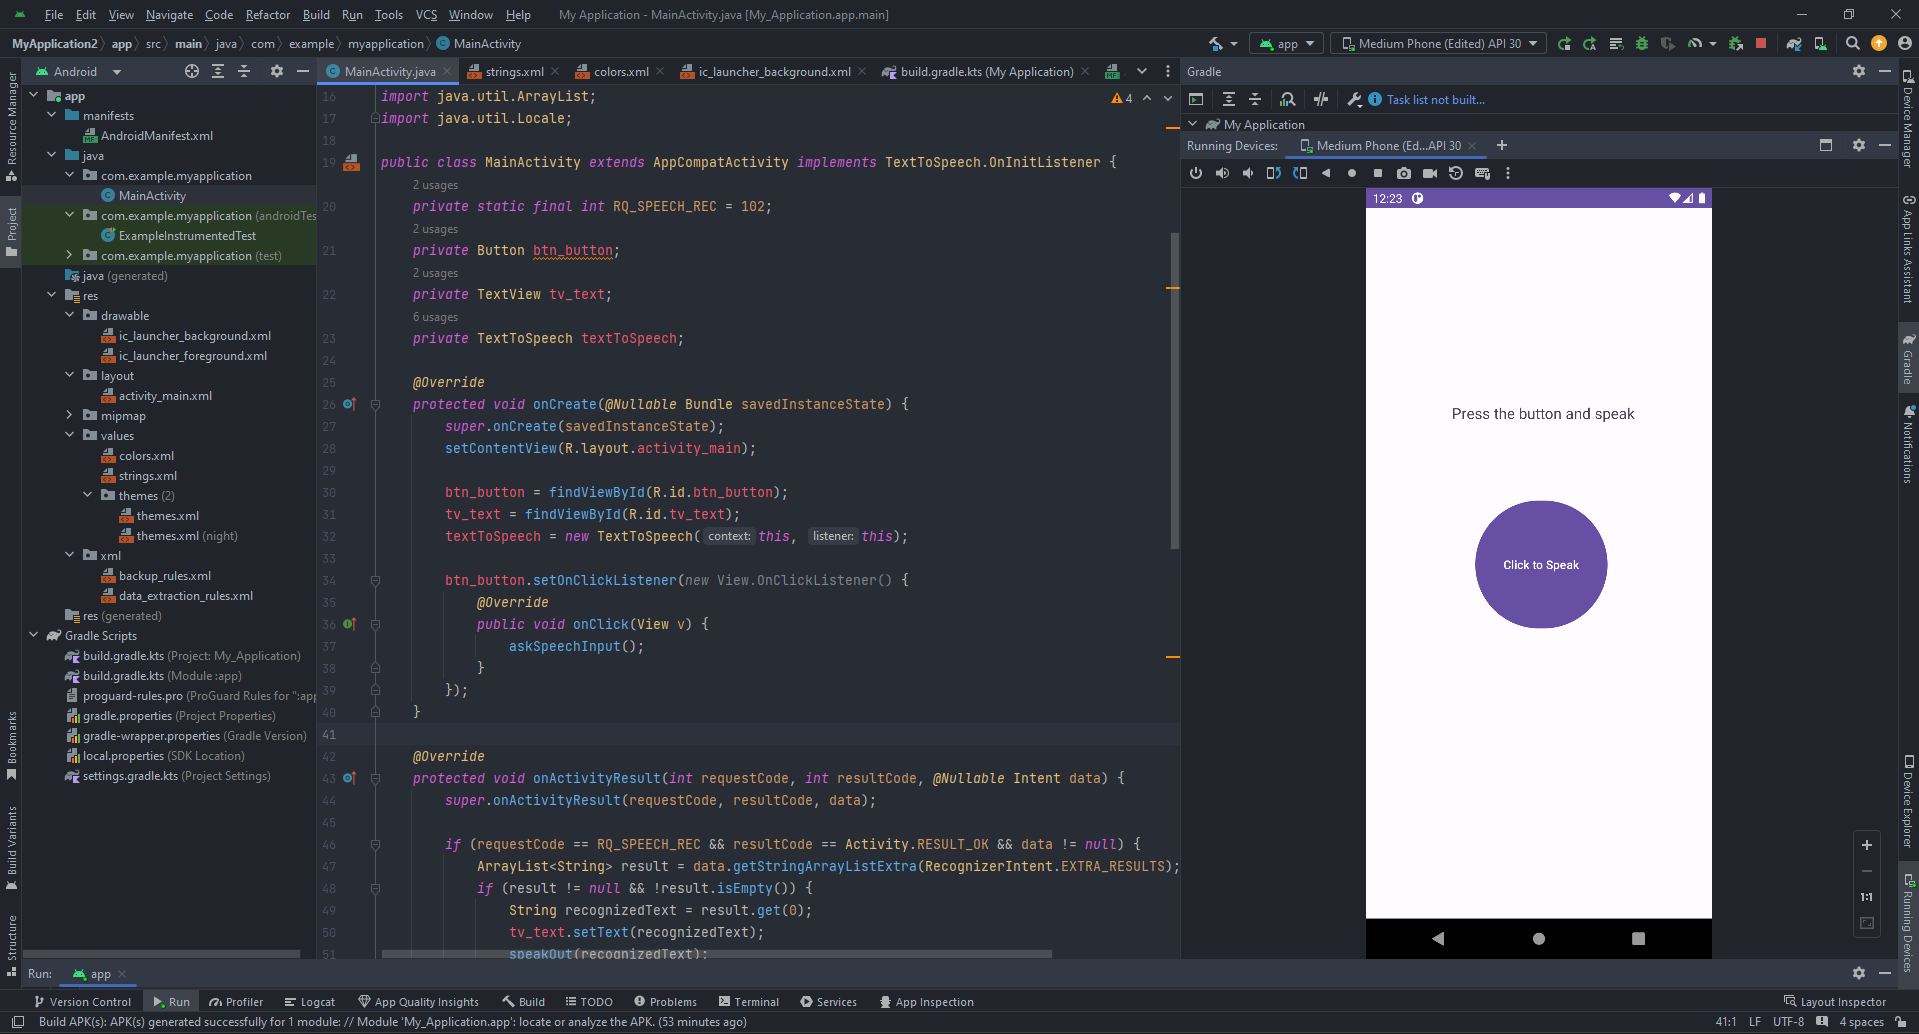 File Edit View Navigate Code Refactor Build Run Tools VCS Window Help My Application - MainActivity.java [My_Application.app.main]
MyApplication2 app src main java com example myapplication MainActivity
app Medium Phone (Edited) API 30
Android
MainActivity.java strings.xml colors.xml ic_launcher_background.xml build.gradle.kts (My Application)
Resource Manager
Project
Bookmarks
Build Variants
Structure
app
manifests
AndroidManifest.xml
java
com.example.myapplication
MainActivity
com.example.myapplication (androidTes
ExampleInstrumentedTest
com.example.myapplication (test)
java (generated)
res
drawable
ic_launcher_background.xml
ic_launcher_foreground.xml
layout
activity_main.xml
mipmap
values
colors.xml
strings.xml
themes (2)
themes.xml
themes.xml (night)
xml
backup_rules.xml
data_extraction_rules.xml
res (generated)
Gradle Scripts
build.gradle.kts (Project: My_Application)
build.gradle.kts (Module :app)
proguard-rules.pro (ProGuard Rules for ":app
gradle.properties (Project Properties)
gradle-wrapper.properties (Gradle Version)
local.properties (SDK Location)
settings.gradle.kts (Project Settings)
4
16 import java.util.ArrayList;
17 import java.util.Locale;
18
19 public class MainActivity extends AppCompatActivity implements TextToSpeech.OnInitListener {
2 usages
20 private static final int RQ_SPEECH_REC = 102;
2 usages
21 private Button btn_button;
2 usages
22 private TextView tv_text;
6 usages
23 private TextToSpeech textToSpeech;
24
25 @Override
26 protected void onCreate(@Nullable Bundle savedInstanceState) {
27 super.onCreate(savedInstanceState);
28 setContentView(R.layout.activity_main);
29
30 btn_button = findViewById(R.id.btn_button);
31 tv_text = findViewById(R.id.tv_text);
32 textToSpeech = new TextToSpeech( context: this, listener: this);
33
34 btn_button.setOnClickListener(new View.OnClickListener() {
35 @Override
36 public void onClick(View v) {
37 askSpeechInput();
38 }
39 });
40 }
41
42 @Override
43 protected void onActivityResult(int requestCode, int resultCode, @Nullable Intent data) {
44 super.onActivityResult(requestCode, resultCode, data);
45
46 if (requestCode == RQ_SPEECH_REC && resultCode == Activity.RESULT_OK && data != null) {
47 ArrayList<String> result = data.getStringArrayListExtra(RecognizerIntent.EXTRA_RESULTS);
48 if (result != null && !result.isEmpty()) {
49 String recognizedText = result.get(0);
50 tv_text.setText(recognizedText);
51 speakOut(recognizedText);
Gradle
Task list not built...
My Application
Running Devices: Medium Phone (Ed...API 30
12:23
Press the button and speak
Click to Speak
1:1
Device Manager
App Links Assistant
Gradle
Notifications
Device Explorer
Running Devices
Run: app
Version Control Run Profiler Logcat App Quality Insights Build TODO Problems Terminal Services App Inspection Layout Inspector
Build APK(s): APK(s) generated successfully for 1 module: // Module 'My_Application.app': locate or analyze the APK. (53 minutes ago) 41:1 LF UTF-8 4 spaces